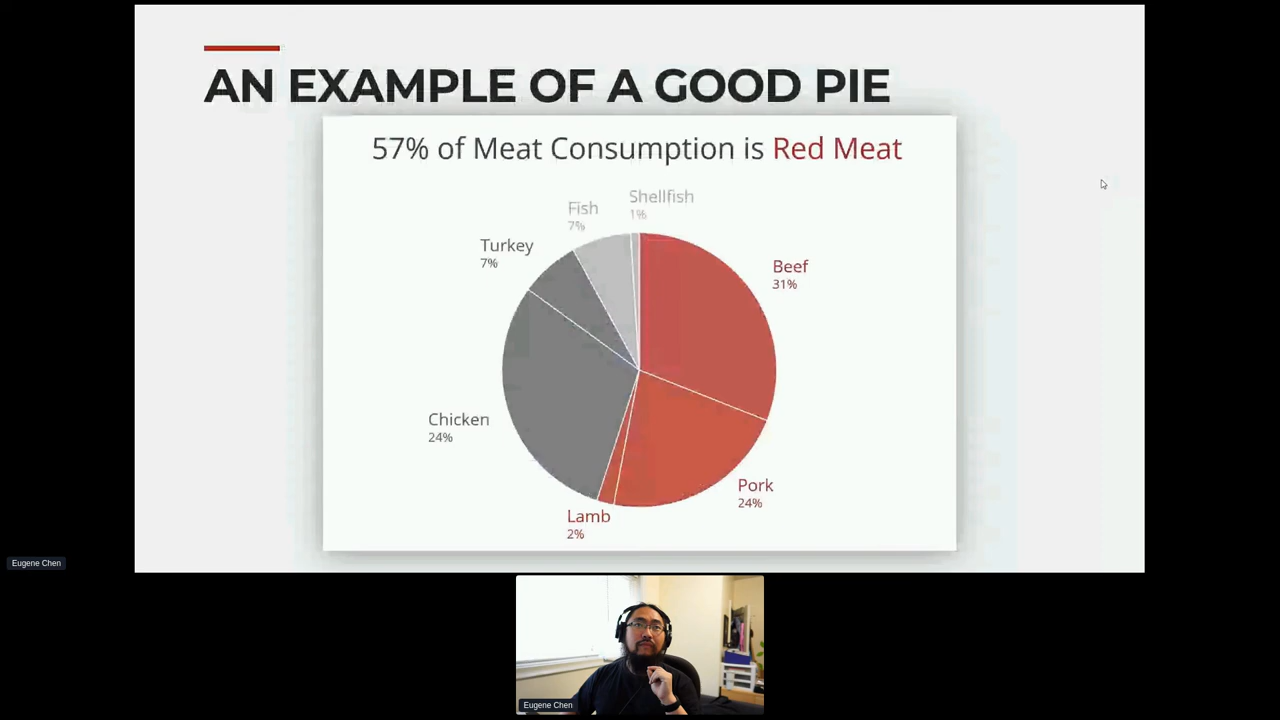 AN EXAMPLE OF A GOOD PIE
57% of Meat Consumption is Red Meat
Shellfish
1%
Fish
7%
Turkey
7%
Beef
31%
Chicken
24%
Pork
24%
Lamb
2%
Eugene Chen
Eugene Chen